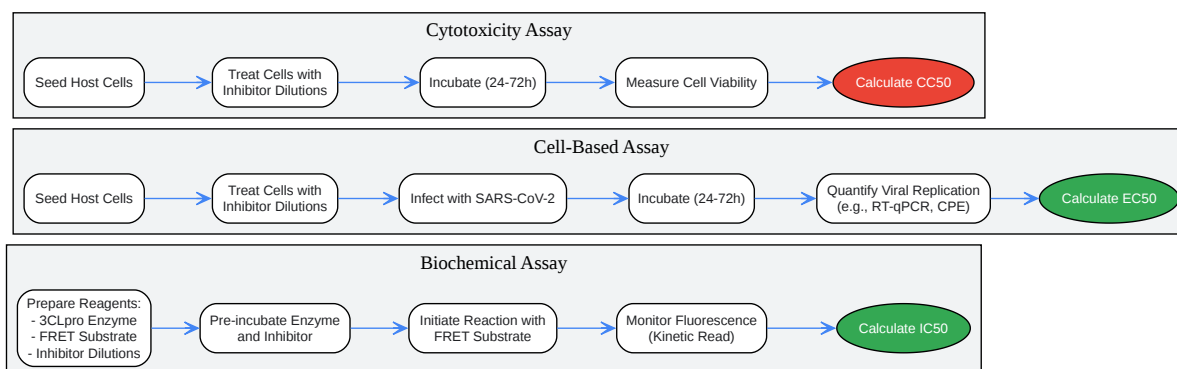 Cytotoxicity Assay
Seed Host Cells
Treat Cells with
Inhibitor Dilutions
Incubate (24-72h)
Measure Cell Viability
Calculate CC50
Cell-Based Assay
Seed Host Cells
Treat Cells with
Inhibitor Dilutions
Infect with SARS-CoV-2
Incubate (24-72h)
Quantify Viral Replication
(e.g., RT-qPCR, CPE)
Calculate EC50
Biochemical Assay
Prepare Reagents:
- 3CLpro Enzyme
- FRET Substrate
- Inhibitor Dilutions
Pre-incubate Enzyme
and Inhibitor
Initiate Reaction with
FRET Substrate
Monitor Fluorescence
(Kinetic Read)
Calculate IC50